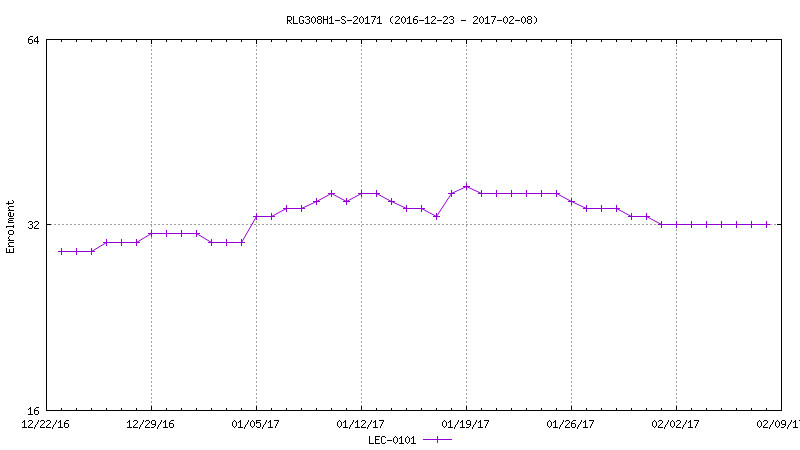 RLG308H1-S-20171 (2016-12-23 - 2017-02-08)
64
Enrolment
32
16
12/22/16 12/29/16 01/05/17 01/12/17 01/19/17 01/26/17 02/02/17 02/09/1
LEC-0101